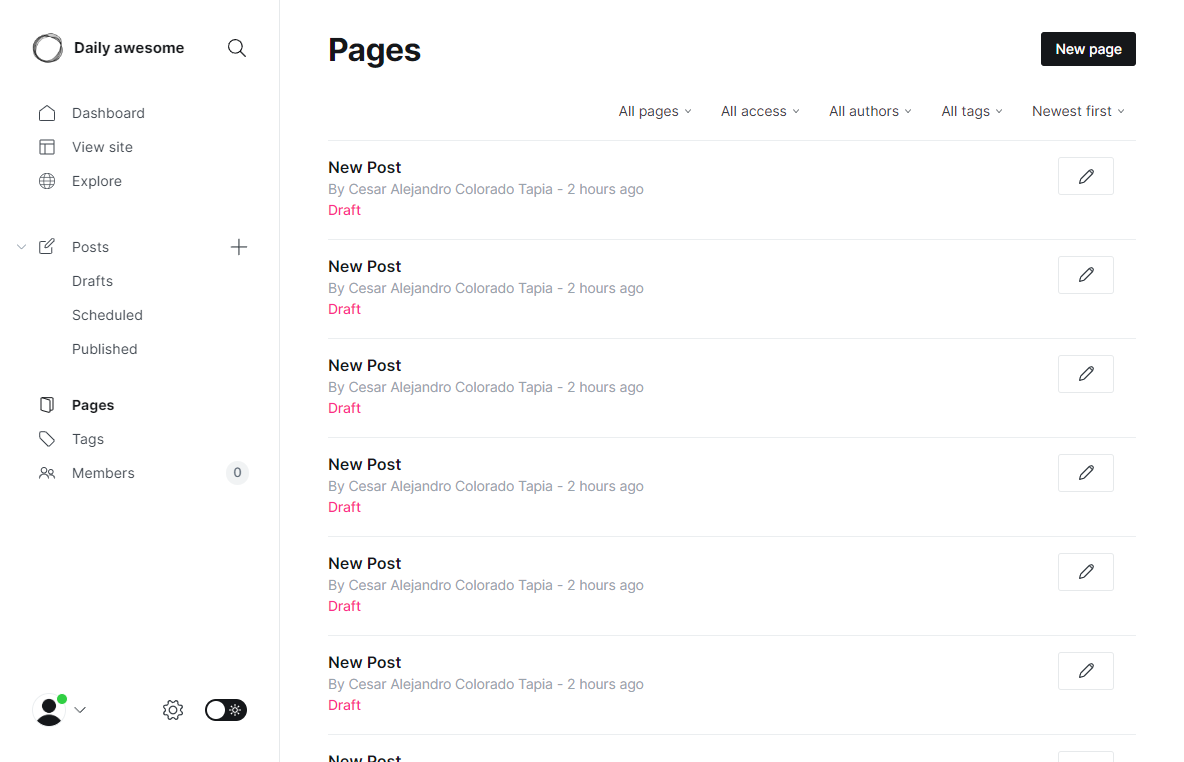 Daily awesome
Dashboard
View site
Explore
Posts
Drafts
Scheduled
Published
Pages
Tags
Members 0
Pages
New page
All pages All access All authors All tags Newest first
New Post
By Cesar Alejandro Colorado Tapia - 2 hours ago
Draft
New Post
By Cesar Alejandro Colorado Tapia - 2 hours ago
Draft
New Post
By Cesar Alejandro Colorado Tapia - 2 hours ago
Draft
New Post
By Cesar Alejandro Colorado Tapia - 2 hours ago
Draft
New Post
By Cesar Alejandro Colorado Tapia - 2 hours ago
Draft
New Post
By Cesar Alejandro Colorado Tapia - 2 hours ago
Draft
New Post